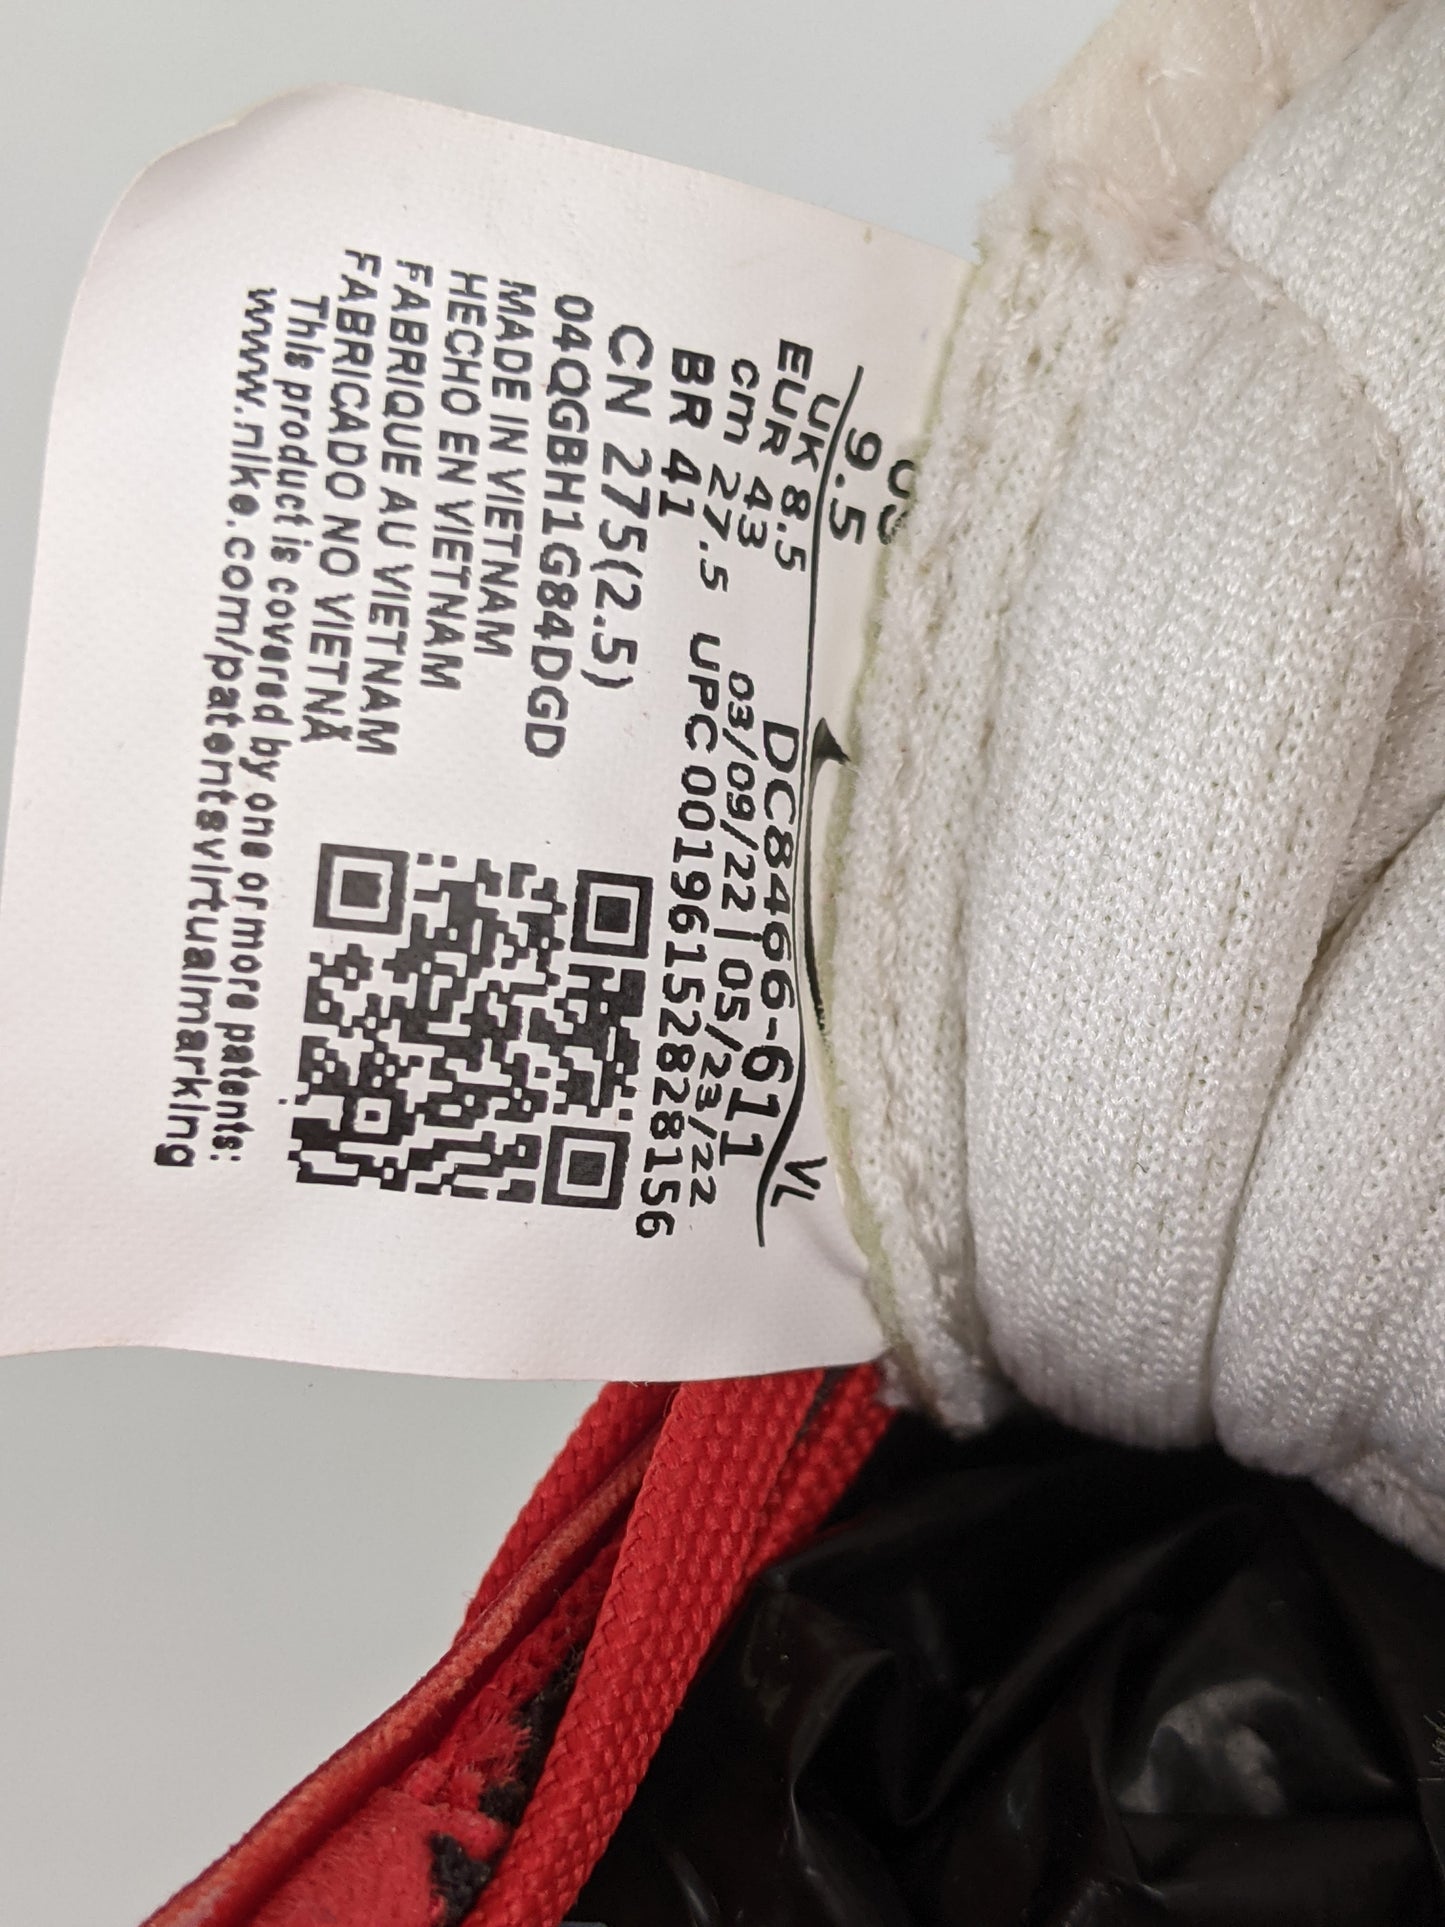 US
9.5
VL
UK 8.5
EUR 43
DC8466-611
cm 27.5
03/09/22|05/23/22
BR 41
UPC 00196152828156
CN 275(2.5)
04QGBH1G84DGD
MADE IN VIETNAM
HECHO EN VIETNAM
FABRIQUE AU VIETNAM
FABRICADO NO VIETNÃ
This product is covered by one or more patents:
www.nike.com/patentsvirtualmarking